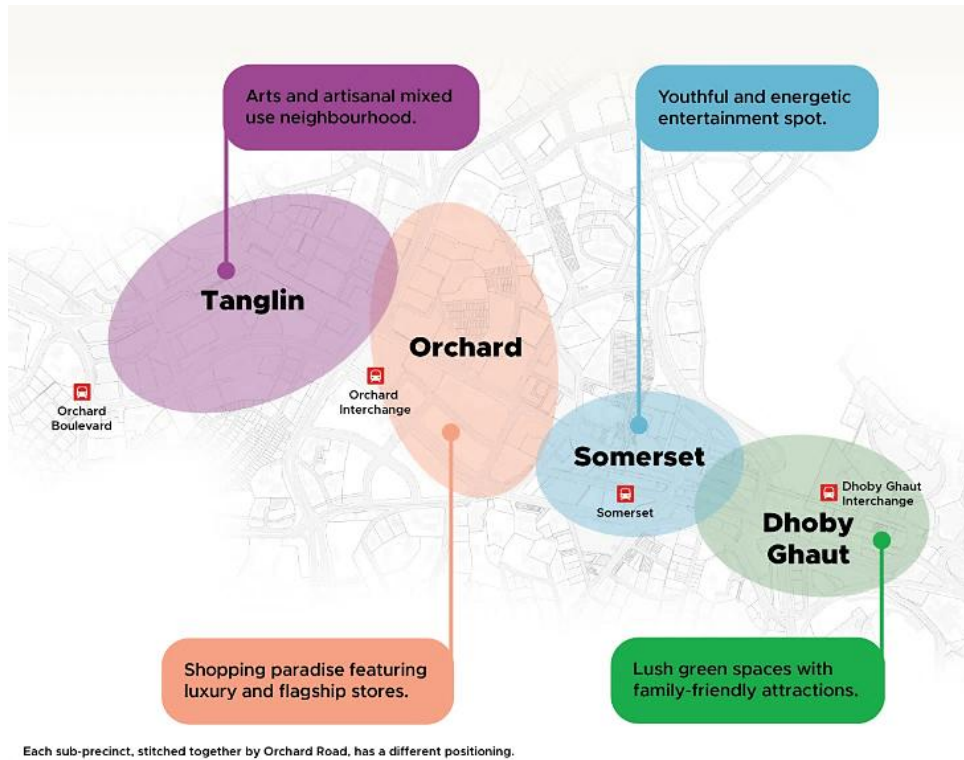 Arts and artisanal mixed
use neighbourhood.
Youthful and energetic
entertainment spot.
Tanglin
Orchard
Orchard
Boulevard
Orchard
Interchange
Somerset
Somerset
Dhoby Ghaut
Interchange
Dhoby
Ghaut
Shopping paradise featuring
luxury and flagship stores.
Lush green spaces with
family-friendly attractions.
Each sub-precinct, stitched together by Orchard Road, has a different positioning.